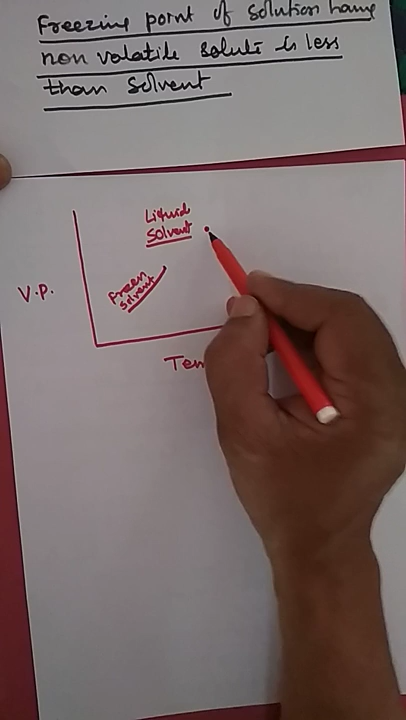 Freezing point of solution having
non volatile solute is less
than solvent
Liquid
solvent
Frozen
solvent
V.P.
Tem